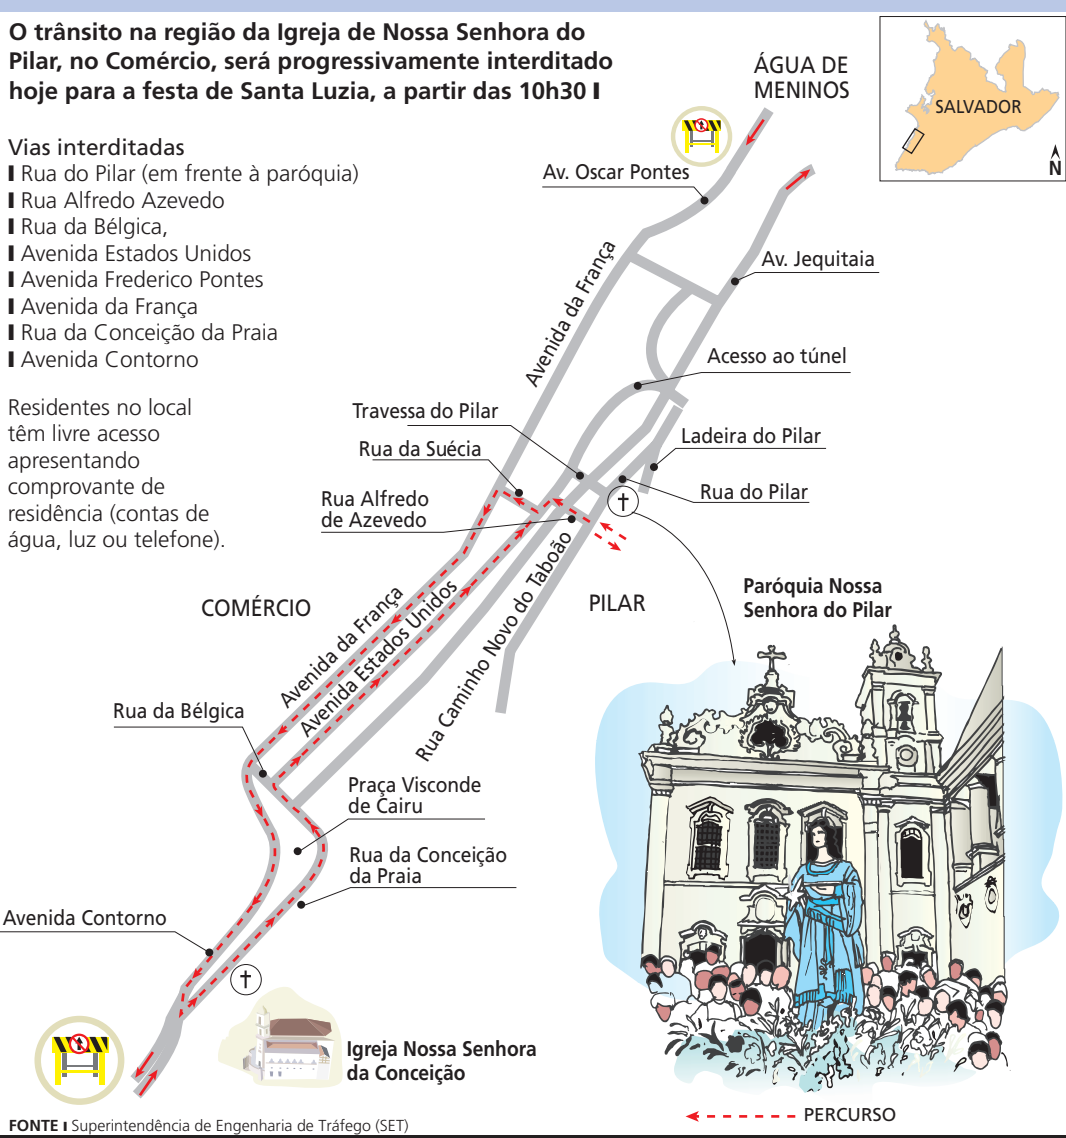 O trânsito na região da Igreja de Nossa Senhora do
Pilar, no Comércio, será progressivamente interditado
hoje para a festa de Santa Luzia, a partir das 10h30 I
Vias interditadas
I Rua do Pilar (em frente à paróquia)
I Rua Alfredo Azevedo
I Rua da Bélgica,
I Avenida Estados Unidos
I Avenida Frederico Pontes
I Avenida da França
I Rua da Conceição da Praia
I Avenida Contorno
Residentes no local
têm livre acesso
apresentando
comprovante de
residência (contas de
água, luz ou telefone).
ÁGUA DE
MENINOS
SALVADOR
N
Av. Oscar Pontes
Av. Jequitaia
Avenida da França
Acesso ao túnel
Travessa do Pilar
Rua da Suécia
Ladeira do Pilar
Rua do Pilar
Rua Alfredo
de Azevedo
COMÉRCIO
PILAR
Avenida da França
Avenida Estados Unidos
Rua Caminho Novo do Taboão
Paróquia Nossa
Senhora do Pilar
Rua da Bélgica
Praça Visconde
de Cairu
Rua da Conceição
da Praia
Avenida Contorno
Igreja Nossa Senhora
da Conceição
PERCURSO
FONTE I Superintendência de Engenharia de Tráfego (SET)